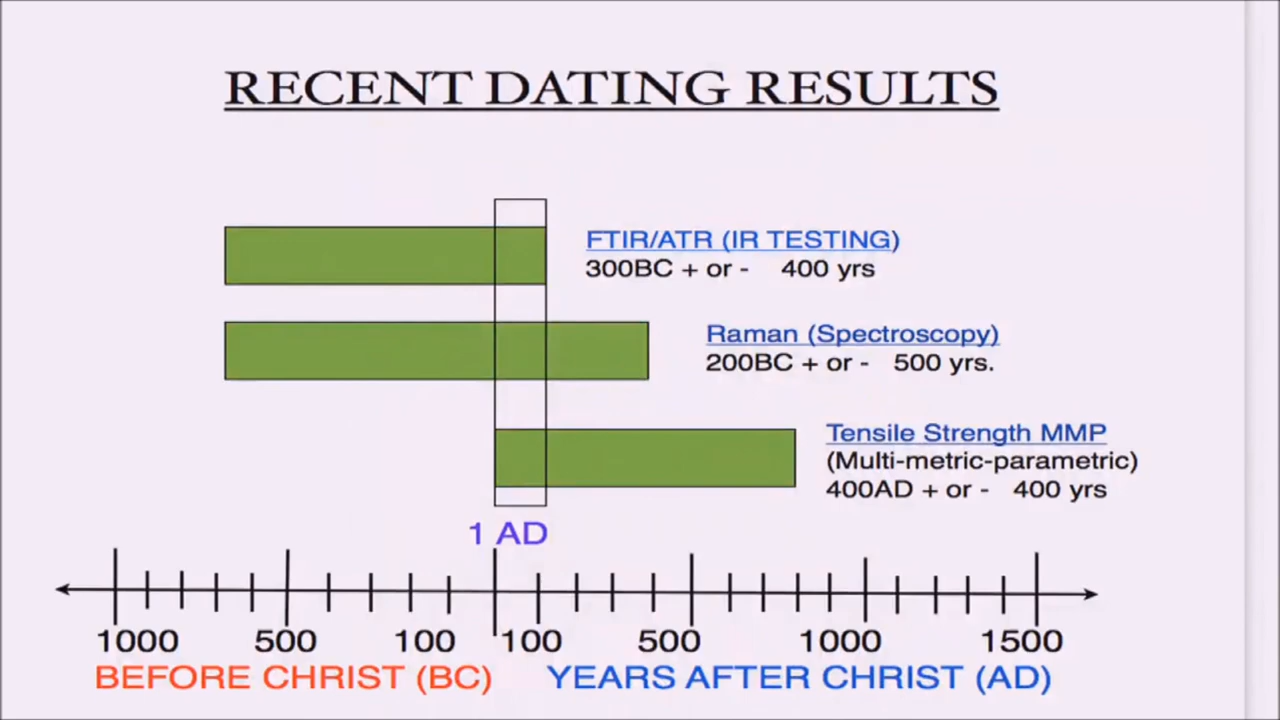 RECENT DATING RESULTS
FTIR/ATR (IR TESTING)
300BC + or - 400 yrs
Raman (Spectroscopy)
200BC + or - 500 yrs.
Tensile Strength MMP
(Multi-metric-parametric)
400AD + or - 400 yrs
1 AD
1000 500 100 100 500 1000 1500
BEFORE CHRIST (BC) YEARS AFTER CHRIST (AD)